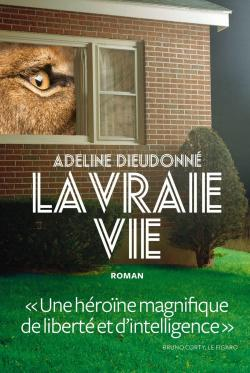 ADELINE DIEUDONNÉ
LA VRAIE
VIE
ROMAN
« Une héroïne magnifique
de liberté et d'intelligence »
BRUNO CORTY, LE FIGARO